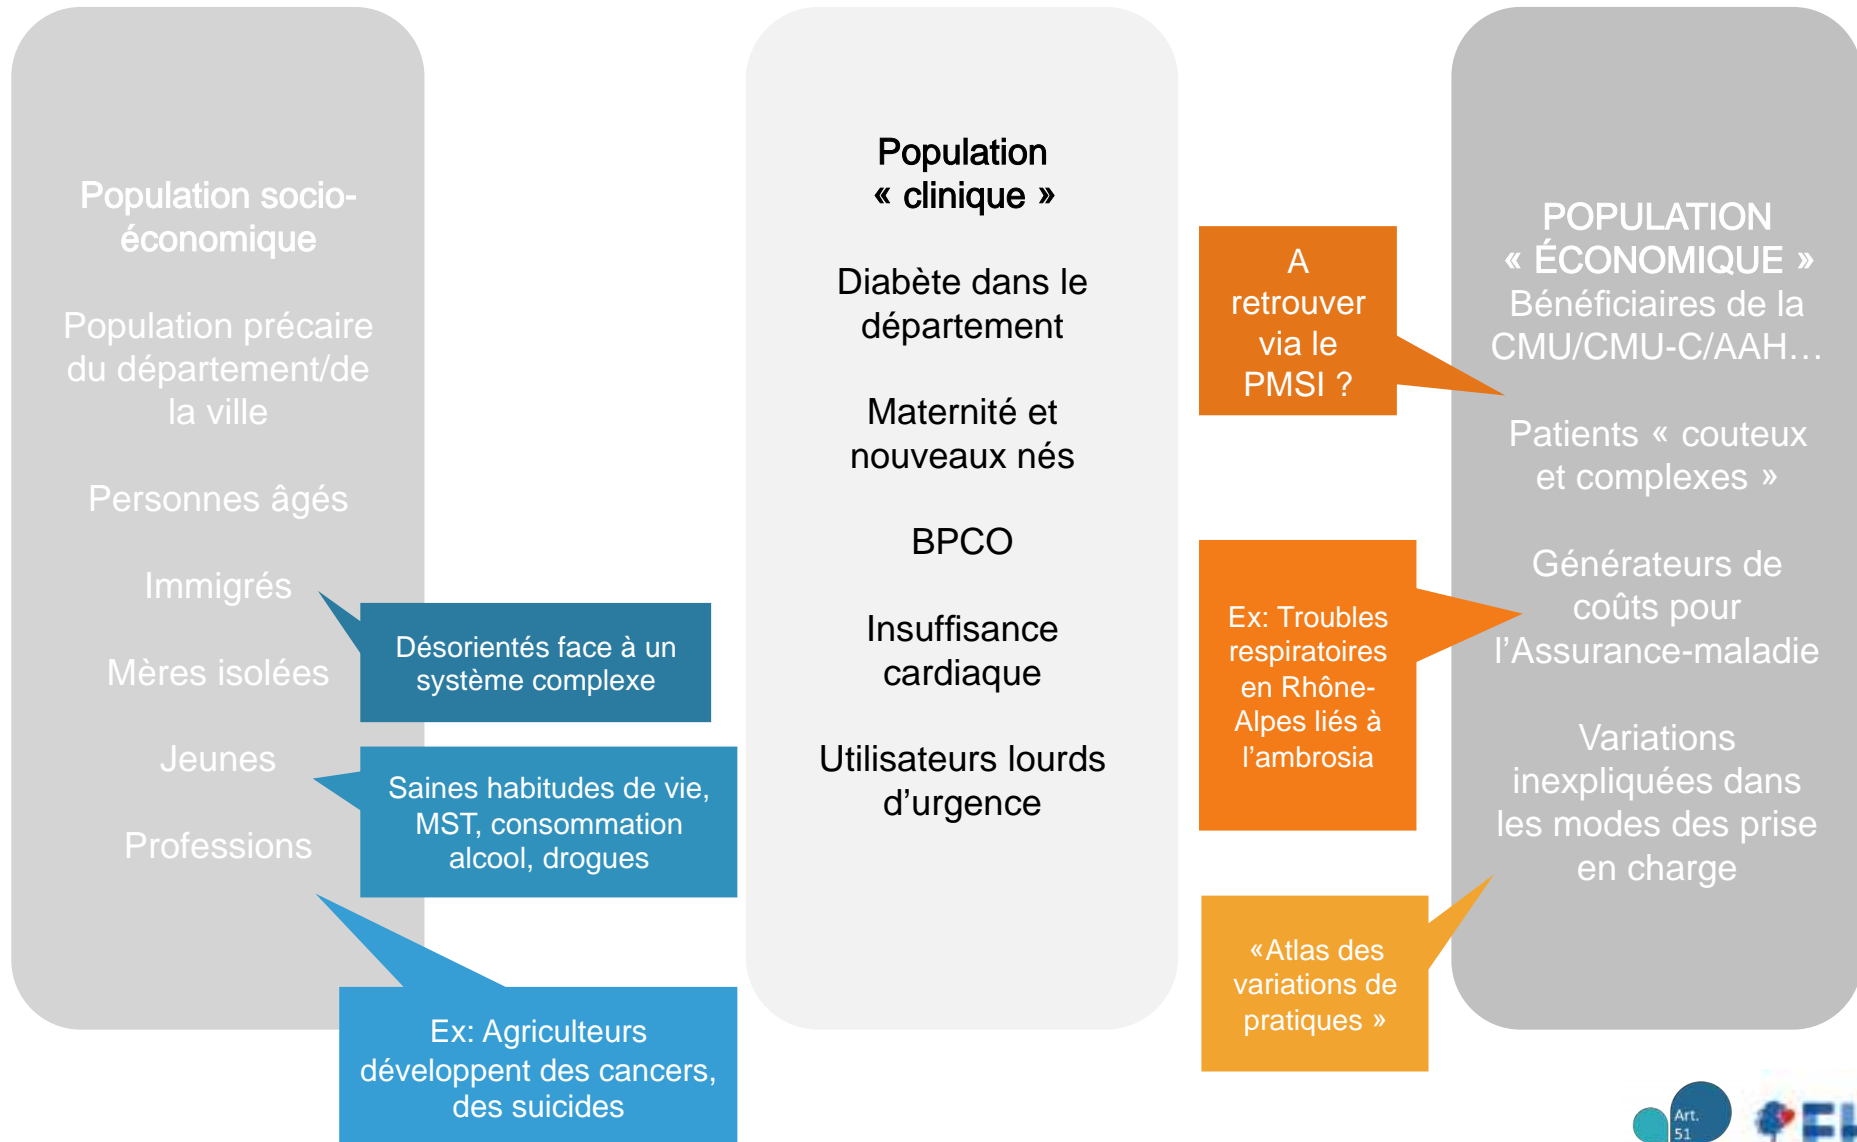 Population socio-
économique
Population précaire
du département/de
la ville
Personnes âgés
Immigrés
Mères isolées
Jeunes
Professions
Désorientés face à un
système complexe
Saines habitudes de vie,
MST, consommation
alcool, drogues
Ex: Agriculteurs
développent des cancers,
des suicides
Population
« clinique »
Diabète dans le
département
Maternité et
nouveaux nés
BPCO
Insuffisance
cardiaque
Utilisateurs lourds
d’urgence
A
retrouver
via le
PMSI ?
Ex: Troubles
respiratoires
en Rhône-
Alpes liés à
l’ambrosia
«Atlas des
variations de
pratiques »
POPULATION
« ÉCONOMIQUE »
Bénéficiaires de la
CMU/CMU-C/AAH…
Patients « couteux
et complexes »
Générateurs de
coûts pour
l’Assurance-maladie
Variations
inexpliquées dans
les modes des prise
en charge
Art.
51